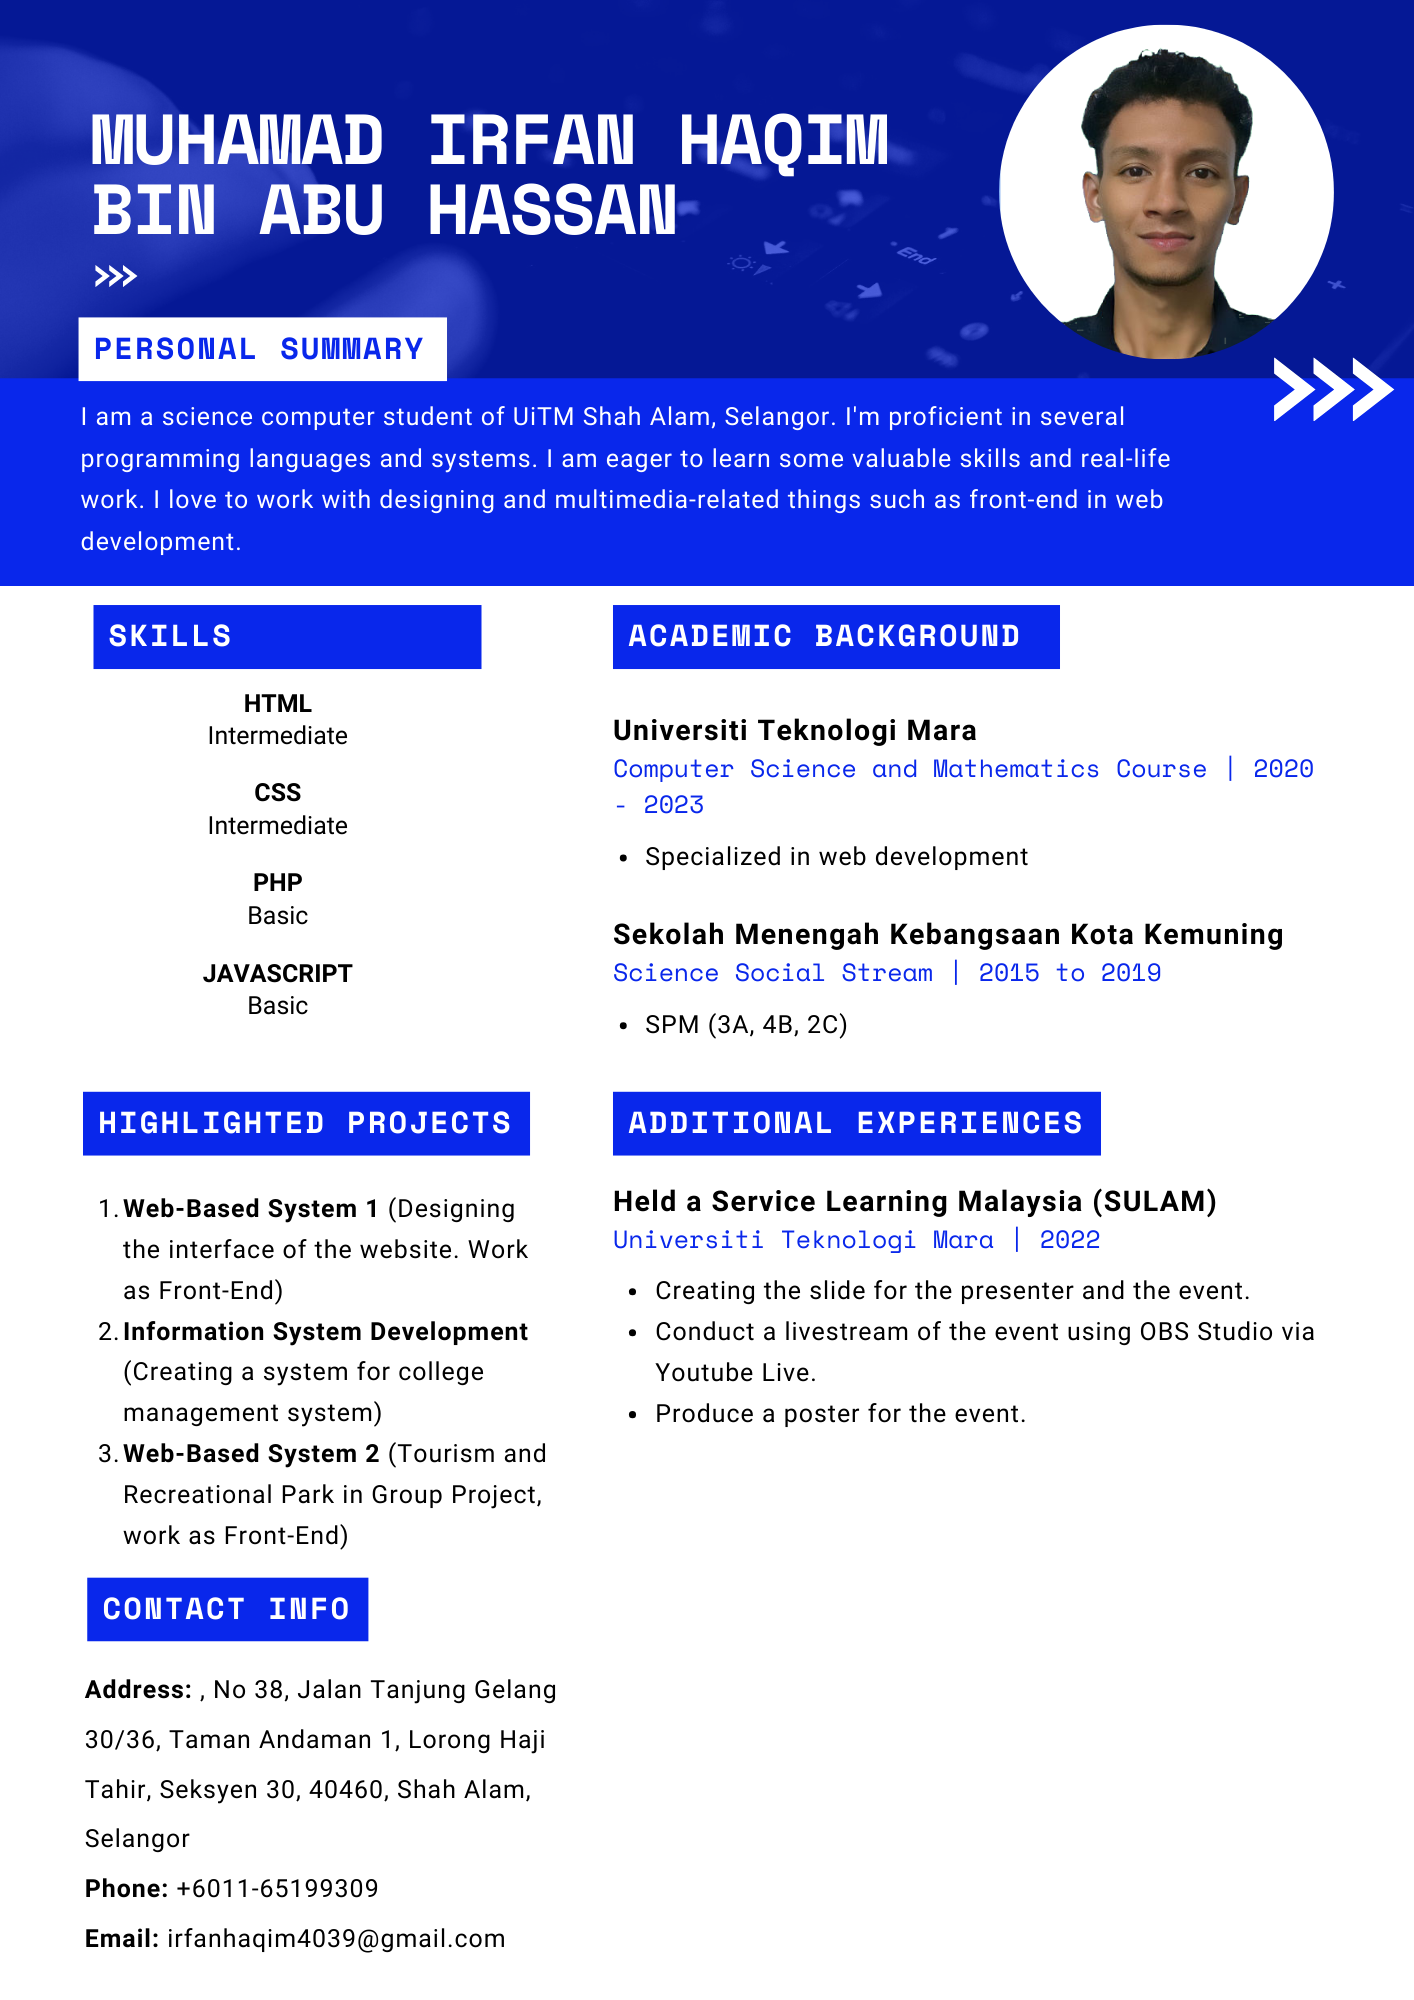 MUHAMAD IRFAN HAQIM
BIN ABU HASSAN
End
PERSONAL SUMMARY
I am a science computer student of UiTM Shah Alam, Selangor. I'm proficient in several
programming languages and systems. I am eager to learn some valuable skills and real-life
work. I love to work with designing and multimedia-related things such as front-end in web
development.
SKILLS
HTML
Intermediate
CSS
Intermediate
PHP
Basic
JAVASCRIPT
Basic
ACADEMIC BACKGROUND
Universiti Teknologi Mara
Computer Science and Mathematics Course | 2020
- 2023
• Specialized in web development
Sekolah Menengah Kebangsaan Kota Kemuning
Science Social Stream | 2015 to 2019
• SPM (3A, 4B, 2C)
HIGHLIGHTED PROJECTS
1. Web-Based System 1 (Designing
the interface of the website. Work
as Front-End)
2. Information System Development
(Creating a system for college
management system)
3. Web-Based System 2 (Tourism and
Recreational Park in Group Project,
work as Front-End)
ADDITIONAL EXPERIENCES
Held a Service Learning Malaysia (SULAM)
Universiti Teknologi Mara | 2022
• Creating the slide for the presenter and the event.
• Conduct a livestream of the event using OBS Studio via
Youtube Live.
• Produce a poster for the event.
CONTACT INFO
Address: , No 38, Jalan Tanjung Gelang
30/36, Taman Andaman 1, Lorong Haji
Tahir, Seksyen 30, 40460, Shah Alam,
Selangor
Phone: +6011-65199309
Email: irfanhaqim4039@gmail.com